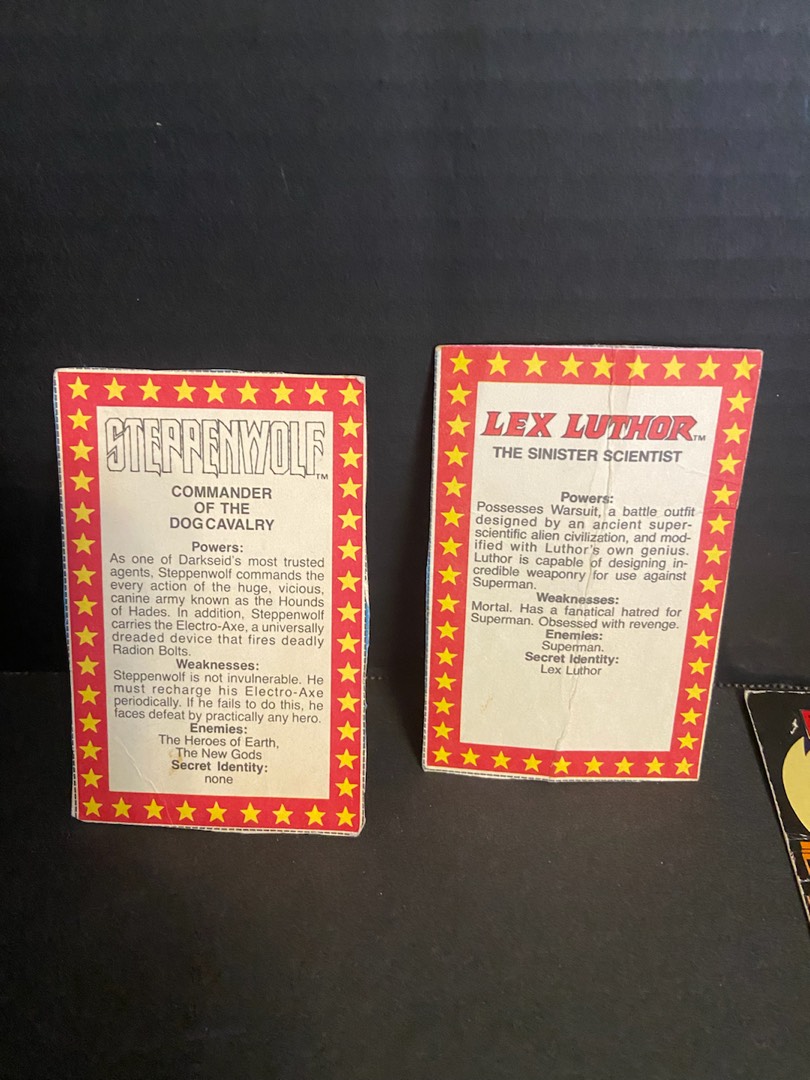 STEPPENWOLF™
COMMANDER
OF THE
DOG CAVALRY
Powers:
As one of Darkseid's most trusted
agents, Steppenwolf commands the
every action of the huge, vicious,
canine army known as the Hounds
of Hades. In addition, Steppenwolf
carries the Electro-Axe, a universally
dreaded device that fires deadly
Radion Bolts.
Weaknesses:
Steppenwolf is not invulnerable. He
must recharge his Electro-Axe
periodically. If he fails to do this, he
faces defeat by practically any hero.
Enemies:
The Heroes of Earth,
The New Gods
Secret Identity:
none
LEX LUTHOR™
THE SINISTER SCIENTIST
Powers:
Possesses Warsuit, a battle outfit
designed by an ancient super-
scientific alien civilization, and mod-
ified with Luthor's own genius.
Luthor is capable of designing in-
credible weaponry for use against
Superman.
Weaknesses:
Mortal. Has a fanatical hatred for
Superman. Obsessed with revenge.
Enemies:
Superman.
Secret Identity:
Lex Luthor